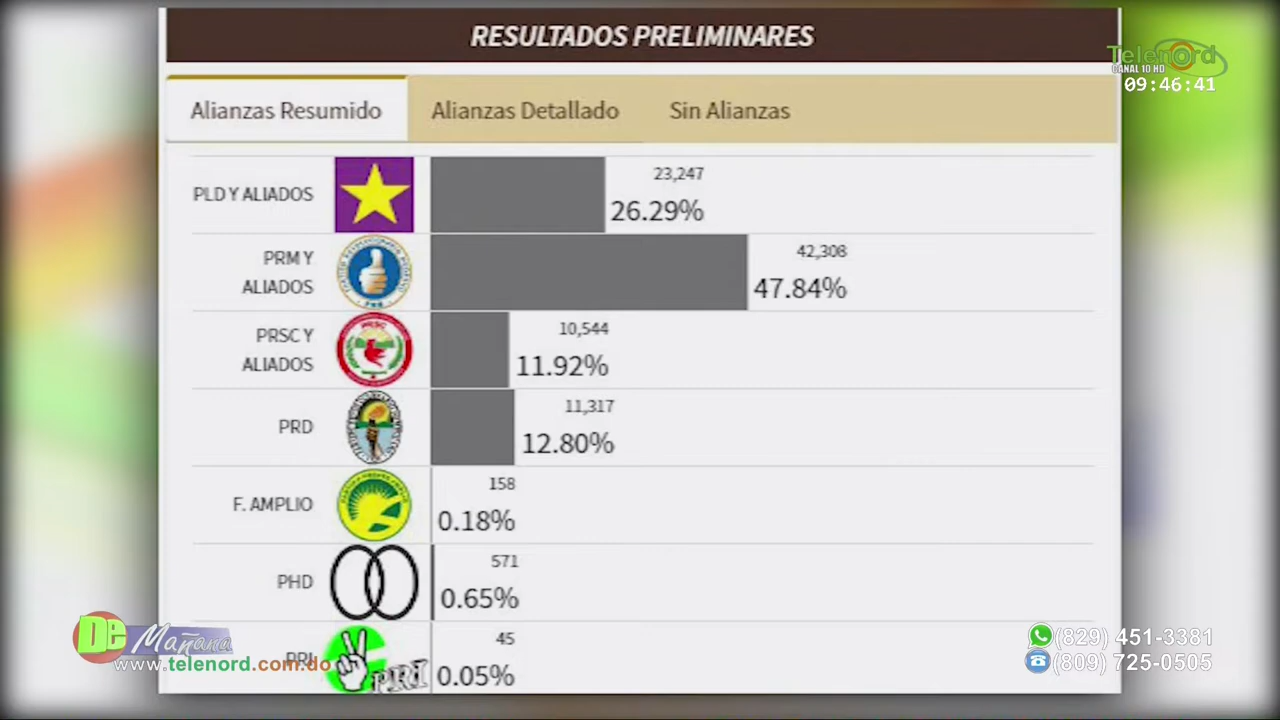 RESULTADOS PRELIMINARES
Telenord
CANAL 10 HD
09:46:41
Alianzas Resumido
Alianzas Detallado
Sin Alianzas
PLD Y ALIADOS
23,247
26.29%
PRM Y
ALIADOS
42,308
47.84%
PRSC Y
ALIADOS
PRSC
10,544
11.92%
PRD
11,317
12.80%
F. AMPLIO
158
0.18%
PHD
571
0.65%
PRI
PRI
45
0.05%
De Mañana
www.telenord.com.do
(829) 451-3381
(809) 725-0505